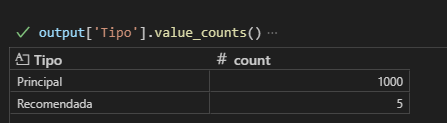 output['Tipo'].value_counts() ...
Tipo # count
Principal 1000
Recomendada 5